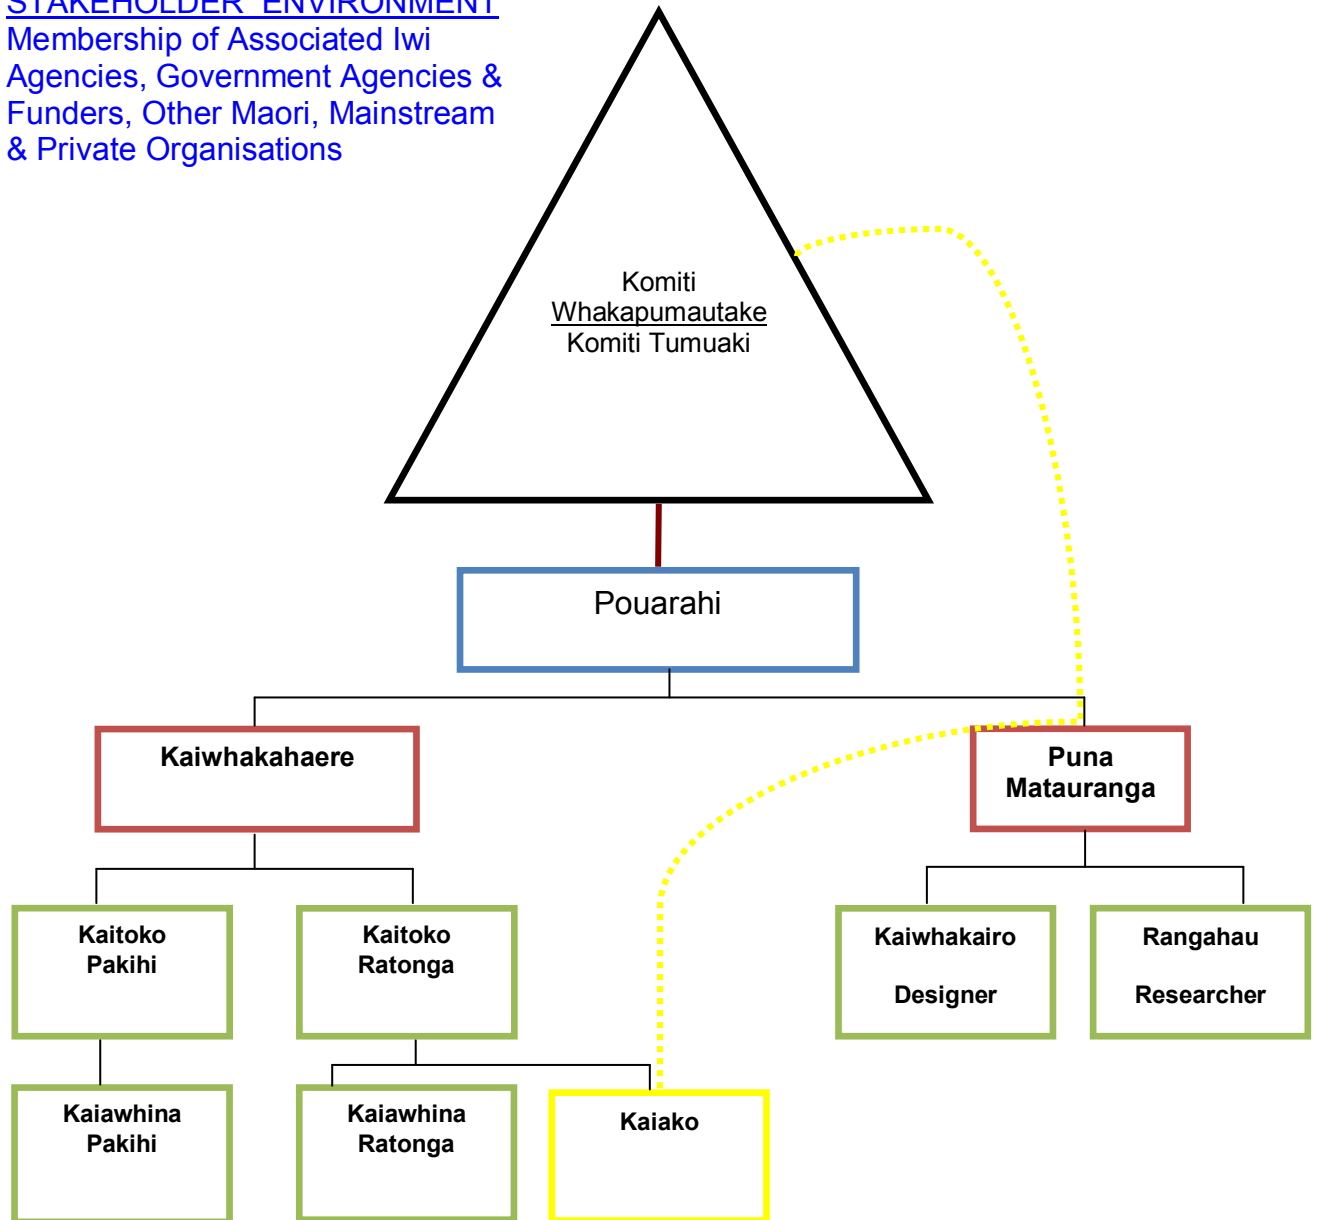 STAKEHOLDER ENVIRONMENT
Membership of Associated Iwi
Agencies, Government Agencies &
Funders, Other Maori, Mainstream
& Private Organisations
Komiti
Whakapumautake
Komiti Tumuaki
Pouarahi
Kaiwhakahaere
Puna
Matauranga
Kaitoko
Pakihi
Kaitoko
Ratonga
Kaiwhakairo
Designer
Rangahau
Researcher
Kaiawhina
Pakihi
Kaiawhina
Ratonga
Kaiako